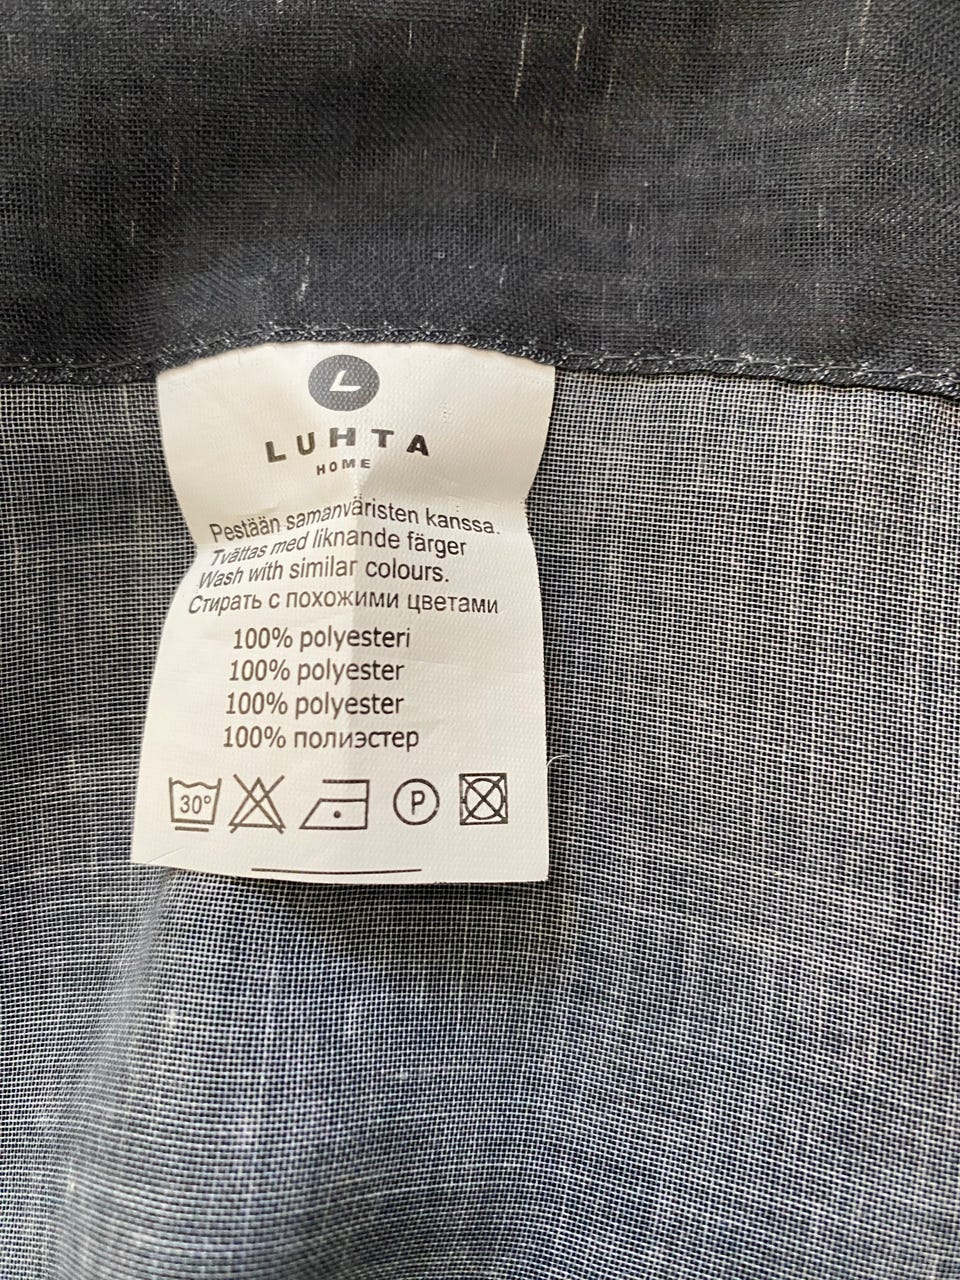 L
LUHTA
HOME
Pestään samanväristen kanssa.
Tvättas med liknande färger
Wash with similar colours.
Стирать с похожими цветами
100% polyesteri
100% polyester
100% polyester
100% полиэстер
30° P